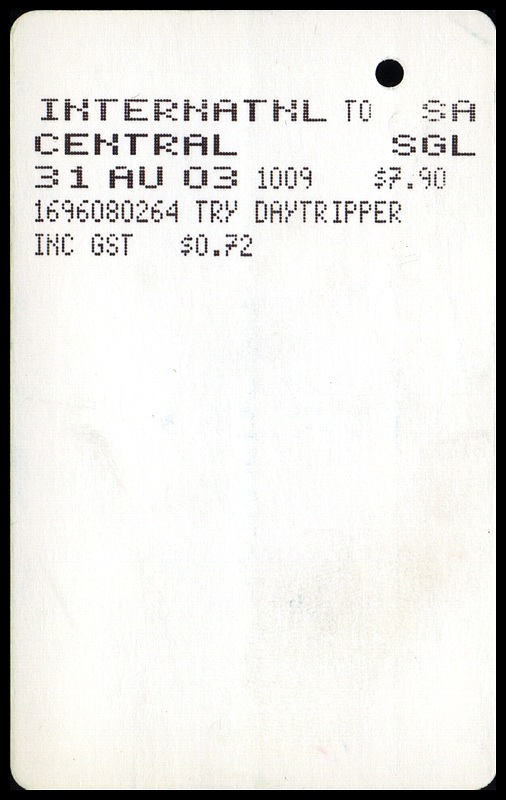 INTERNATNL TO SA
CENTRAL SGL
31 AU 03 1009 $7.90
1696080264 TRY DAYTRIPPER
INC GST $0.72